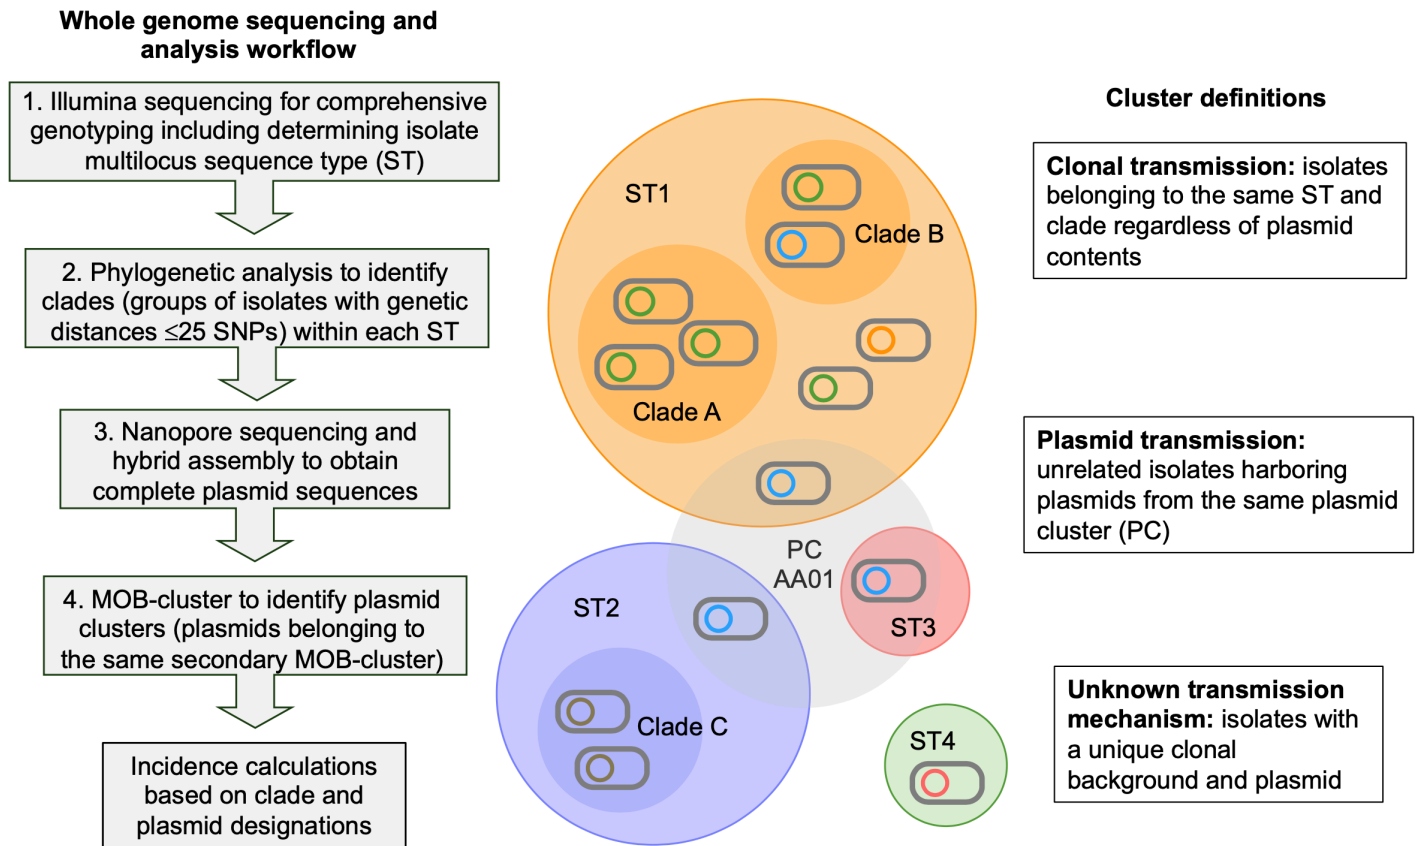 Whole genome sequencing and
analysis workflow
1. Illumina sequencing for comprehensive
genotyping including determining isolate
multilocus sequence type (ST)
2. Phylogenetic analysis to identify
clades (groups of isolates with genetic
distances ≤25 SNPs) within each ST
3. Nanopore sequencing and
hybrid assembly to obtain
complete plasmid sequences
4. MOB-cluster to identify plasmid
clusters (plasmids belonging to
the same secondary MOB-cluster)
Incidence calculations
based on clade and
plasmid designations
ST1
Clade B
Clade A
PC
AA01
ST2
ST3
Clade C
ST4
Cluster definitions
Clonal transmission: isolates
belonging to the same ST and
clade regardless of plasmid
contents
Plasmid transmission:
unrelated isolates harboring
plasmids from the same plasmid
cluster (PC)
Unknown transmission
mechanism: isolates with
a unique clonal
background and plasmid